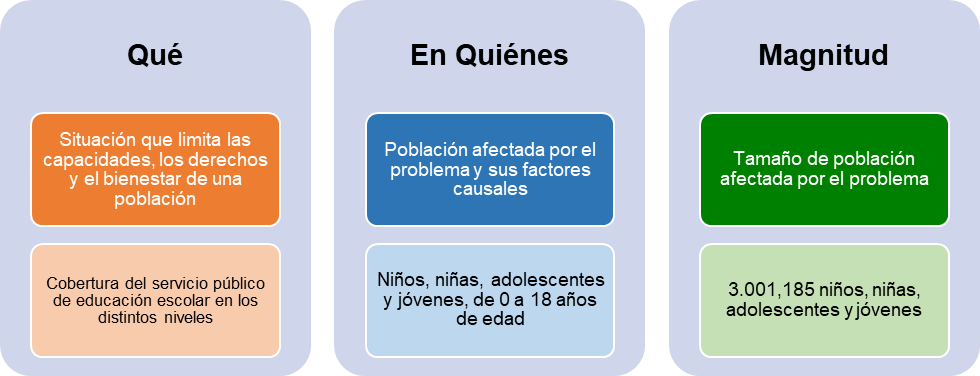 Qué
Situación que limita las
capacidades, los derechos
y el bienestar de una
población
Cobertura del servicio público
de educación escolar en los
distintos niveles
En Quiénes
Población afectada por el
problema y sus factores
causales
Niños, niñas, adolescentes
y jóvenes, de 0 a 18 años
de edad
Magnitud
Tamaño de población
afectada por el problema
3.001,185 niños, niñas,
adolescentes y jóvenes